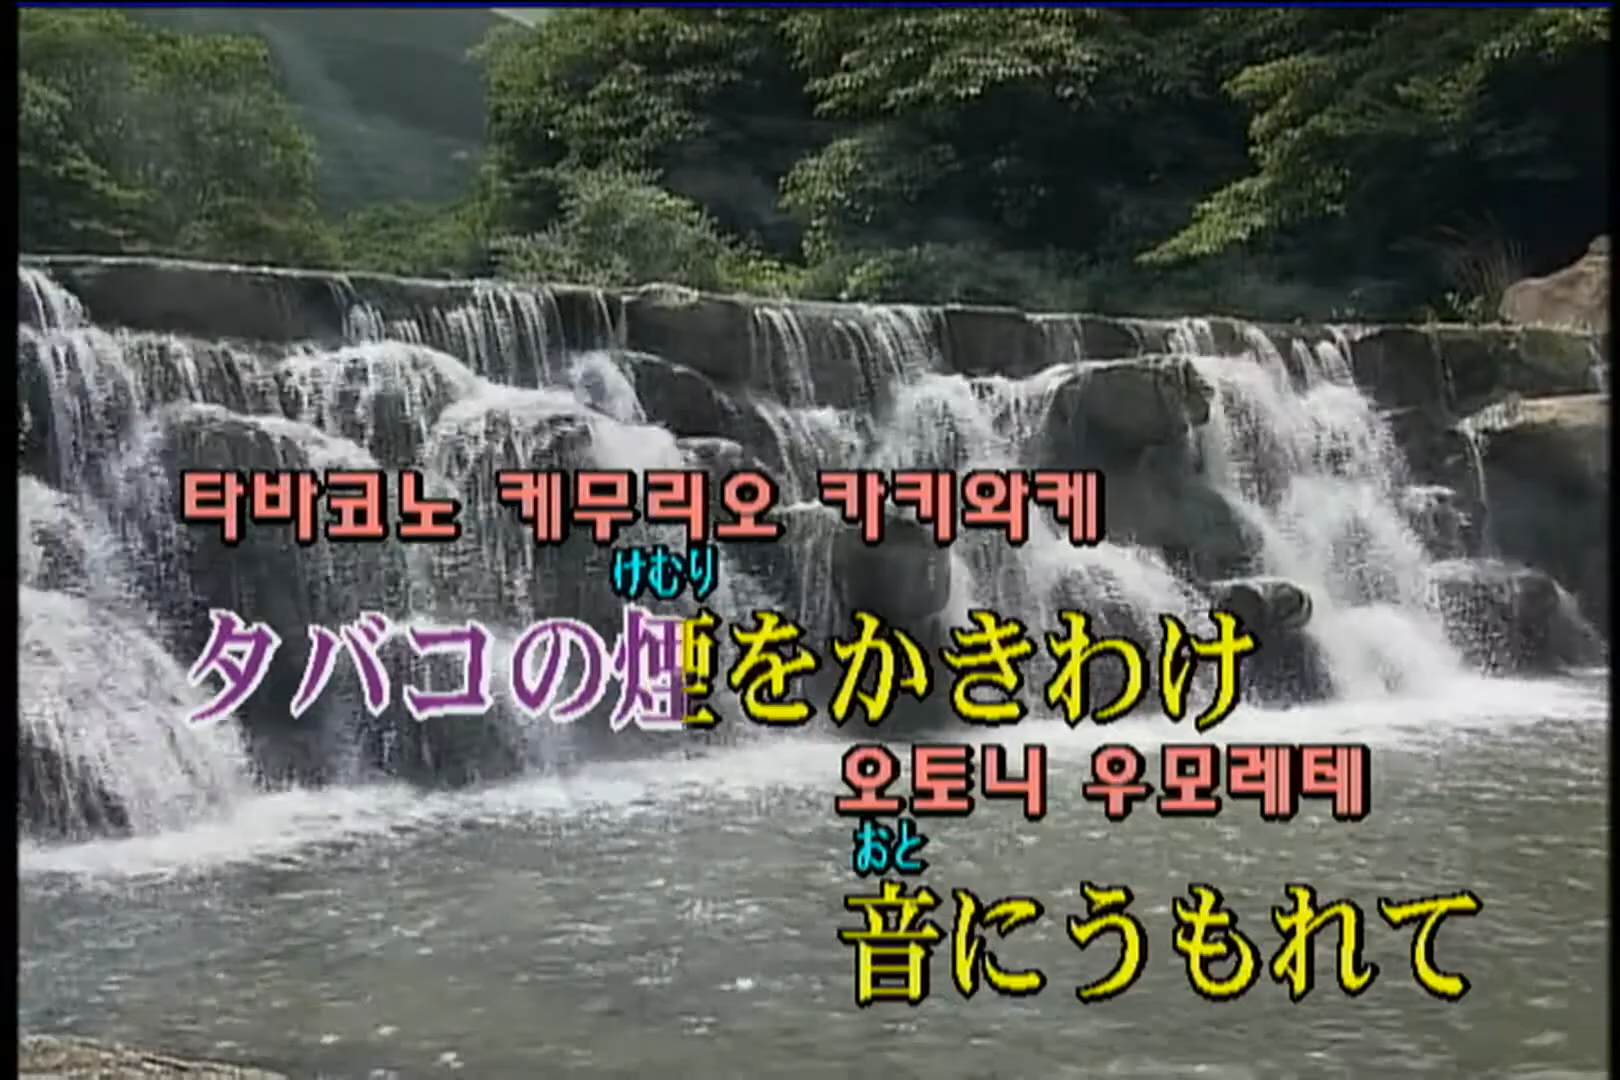 타바코노 케무리오 카키와케
けむり
タバコの煙をかきわけ
오토니 우모레테
おと
音にうもれて